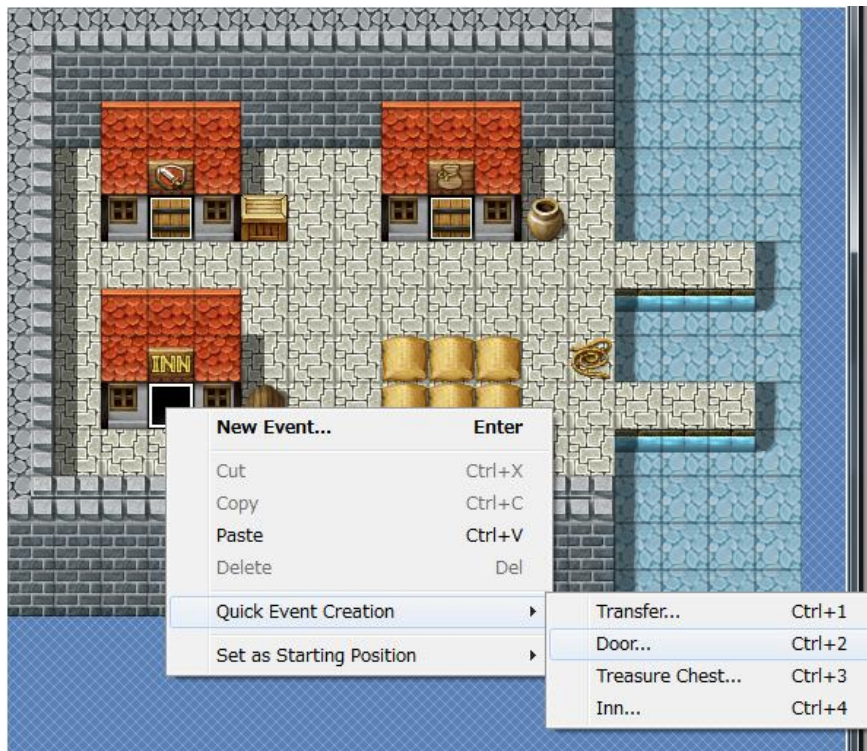 INN
New Event... Enter
Cut Ctrl+X
Copy Ctrl+C
Paste Ctrl+V
Delete Del
Quick Event Creation
Set as Starting Position
Transfer... Ctrl+1
Door... Ctrl+2
Treasure Chest... Ctrl+3
Inn... Ctrl+4